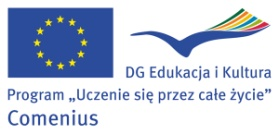 DG Edukacja i Kultura
Program „Uczenie się przez całe życie”
Comenius